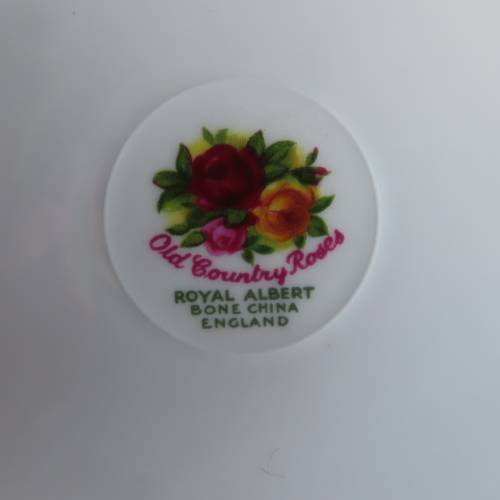 Old Country Roses
ROYAL ALBERT
BONE CHINA
ENGLAND